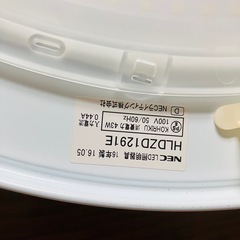 NEC LED照明器具 16年製 16.05
HLDZD1291E
KOHRIKU 消費電力 43W
100V 50/60Hz
入力電流 0.44A
D NECライティング株式会社